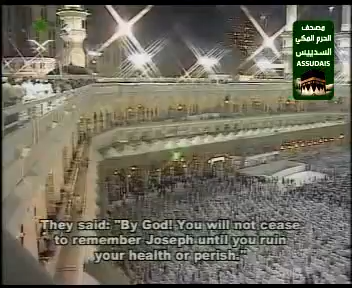 مصحف
الحرم المكي
السديس
ASSUDAIS
They said: "By God! You will not cease
to remember Joseph until you ruin
your health or perish."